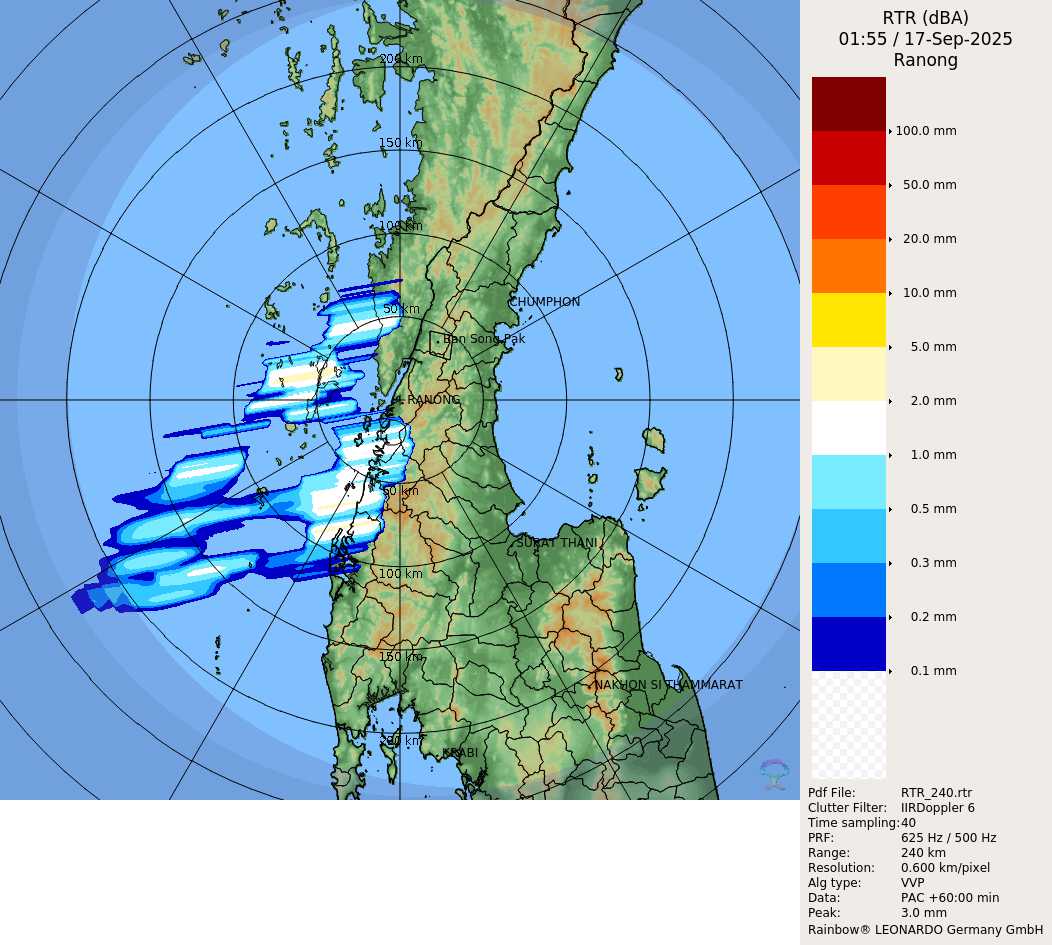 RTR (dBA)
01:55 / 17-Sep-2025
Ranong
200 km
150 km
100 km
50 km
CHUMPHON
Ban Song Pak
RANONG
50 km
SURAT THANI
100 km
150 km
NAKHON SI THAMMARAT
200 km
KRABI
100.0 mm
50.0 mm
20.0 mm
10.0 mm
5.0 mm
2.0 mm
1.0 mm
0.5 mm
0.3 mm
0.2 mm
0.1 mm
Pdf File: RTR_240.rtr
Clutter Filter: IIRDoppler 6
Time sampling:40
PRF: 625 Hz / 500 Hz
Range: 240 km
Resolution: 0.600 km/pixel
Alg type: VVP
Data: PAC +60:00 min
Peak: 3.0 mm
Rainbow® LEONARDO Germany GmbH